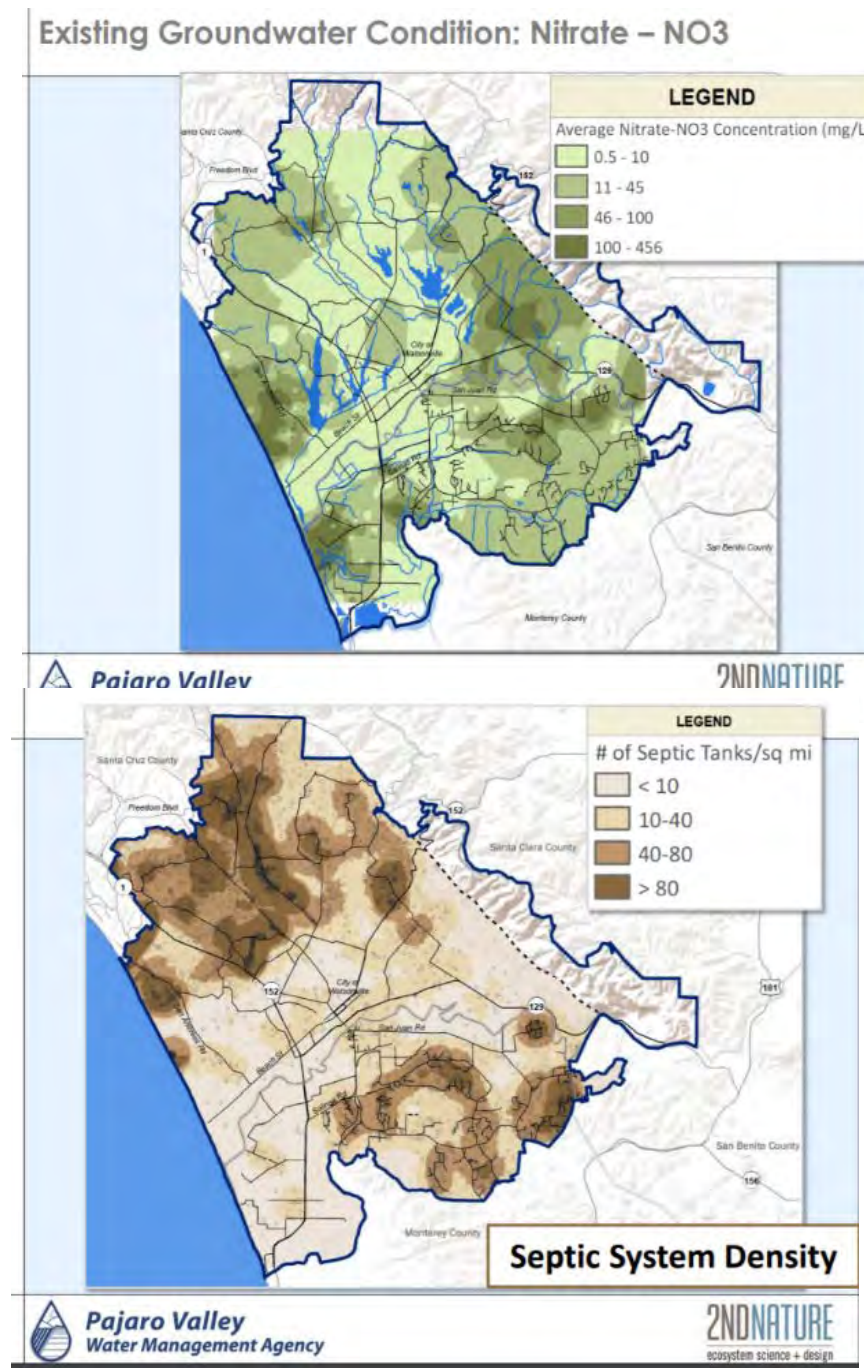 Existing Groundwater Condition: Nitrate – NO3
LEGEND
Average Nitrate-NO3 Concentration (mg/L
0.5 - 10
11 - 45
46 - 100
100 - 456
Santa Cruz County
Freedom Blvd
152
1
City of
Watsonville
129
San Juan Rd
Beach St
San Benito County
Monterey County
Pajaro Valley
2NDNATURE
LEGEND
# of Septic Tanks/sq mi
< 10
10-40
40-80
> 80
Santa Cruz County
Freedom Blvd
152
Santa Clara County
1
City of
Watsonville
152
129
101
San Juan Rd
Beach St
San Benito County
156
Monterey County
Septic System Density
Pajaro Valley
Water Management Agency
2NDNATURE
ecosystem science + design